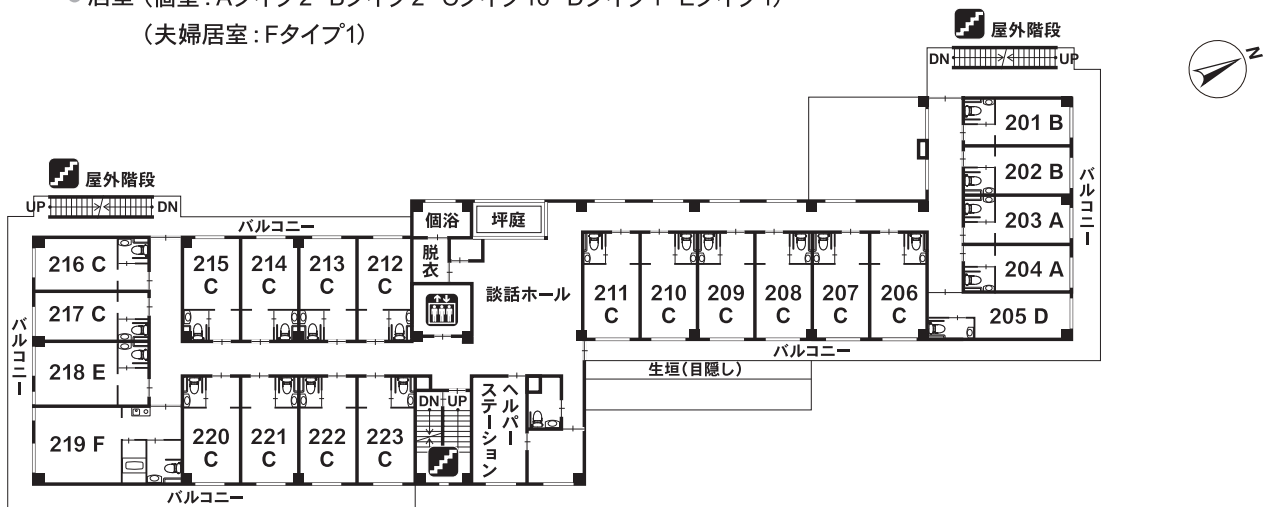 居室（個室：Aタイプ2・Bタイプ2・Cタイプ16・Dタイプ1・Eタイプ1）
（夫婦居室：Fタイプ1）
屋外階段
DN
UP
N
201 B
202 B
203 A
204 A
205 D
バルコニー
屋外階段
UP
DN
バルコニー
個浴
坪庭
脱衣
談話ホール
216 C
217 C
218 E
219 F
バルコニー
215 C
214 C
213 C
212 C
211 C
210 C
209 C
208 C
207 C
206 C
バルコニー
生垣（目隠し）
220 C
221 C
222 C
223 C
DN
UP
ヘルパーステーション
バルコニー